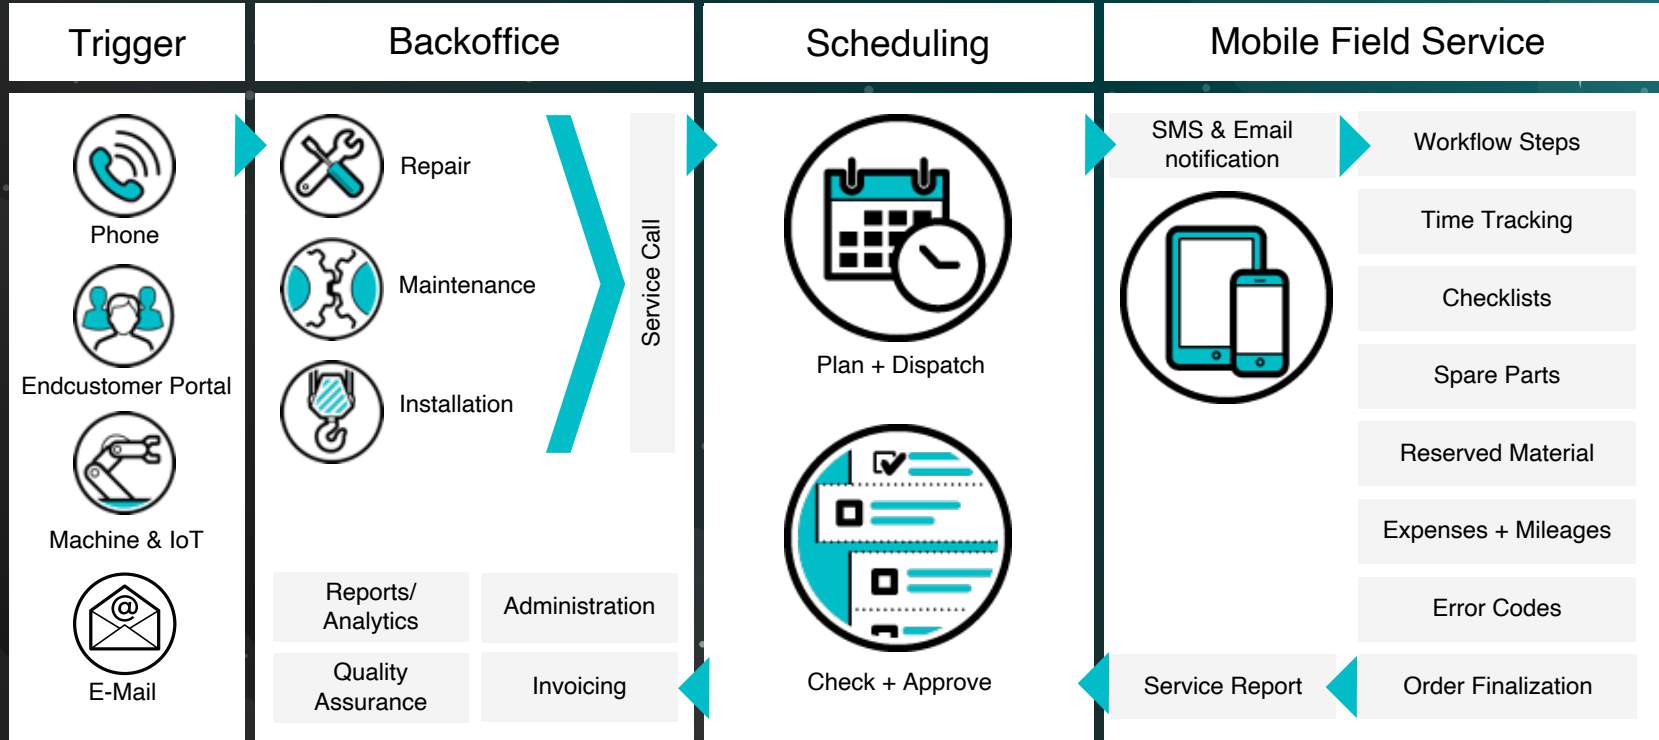 Trigger
Backoffice
Scheduling
Mobile Field Service
Phone
Endcustomer Portal
Machine & IoT
@
E-Mail
Repair
Maintenance
Installation
Service Call
Reports/
Analytics
Administration
Quality
Assurance
Invoicing
Plan + Dispatch
Check + Approve
SMS & Email
notification
Workflow Steps
Time Tracking
Checklists
Spare Parts
Reserved Material
Expenses + Mileages
Error Codes
Service Report
Order Finalization